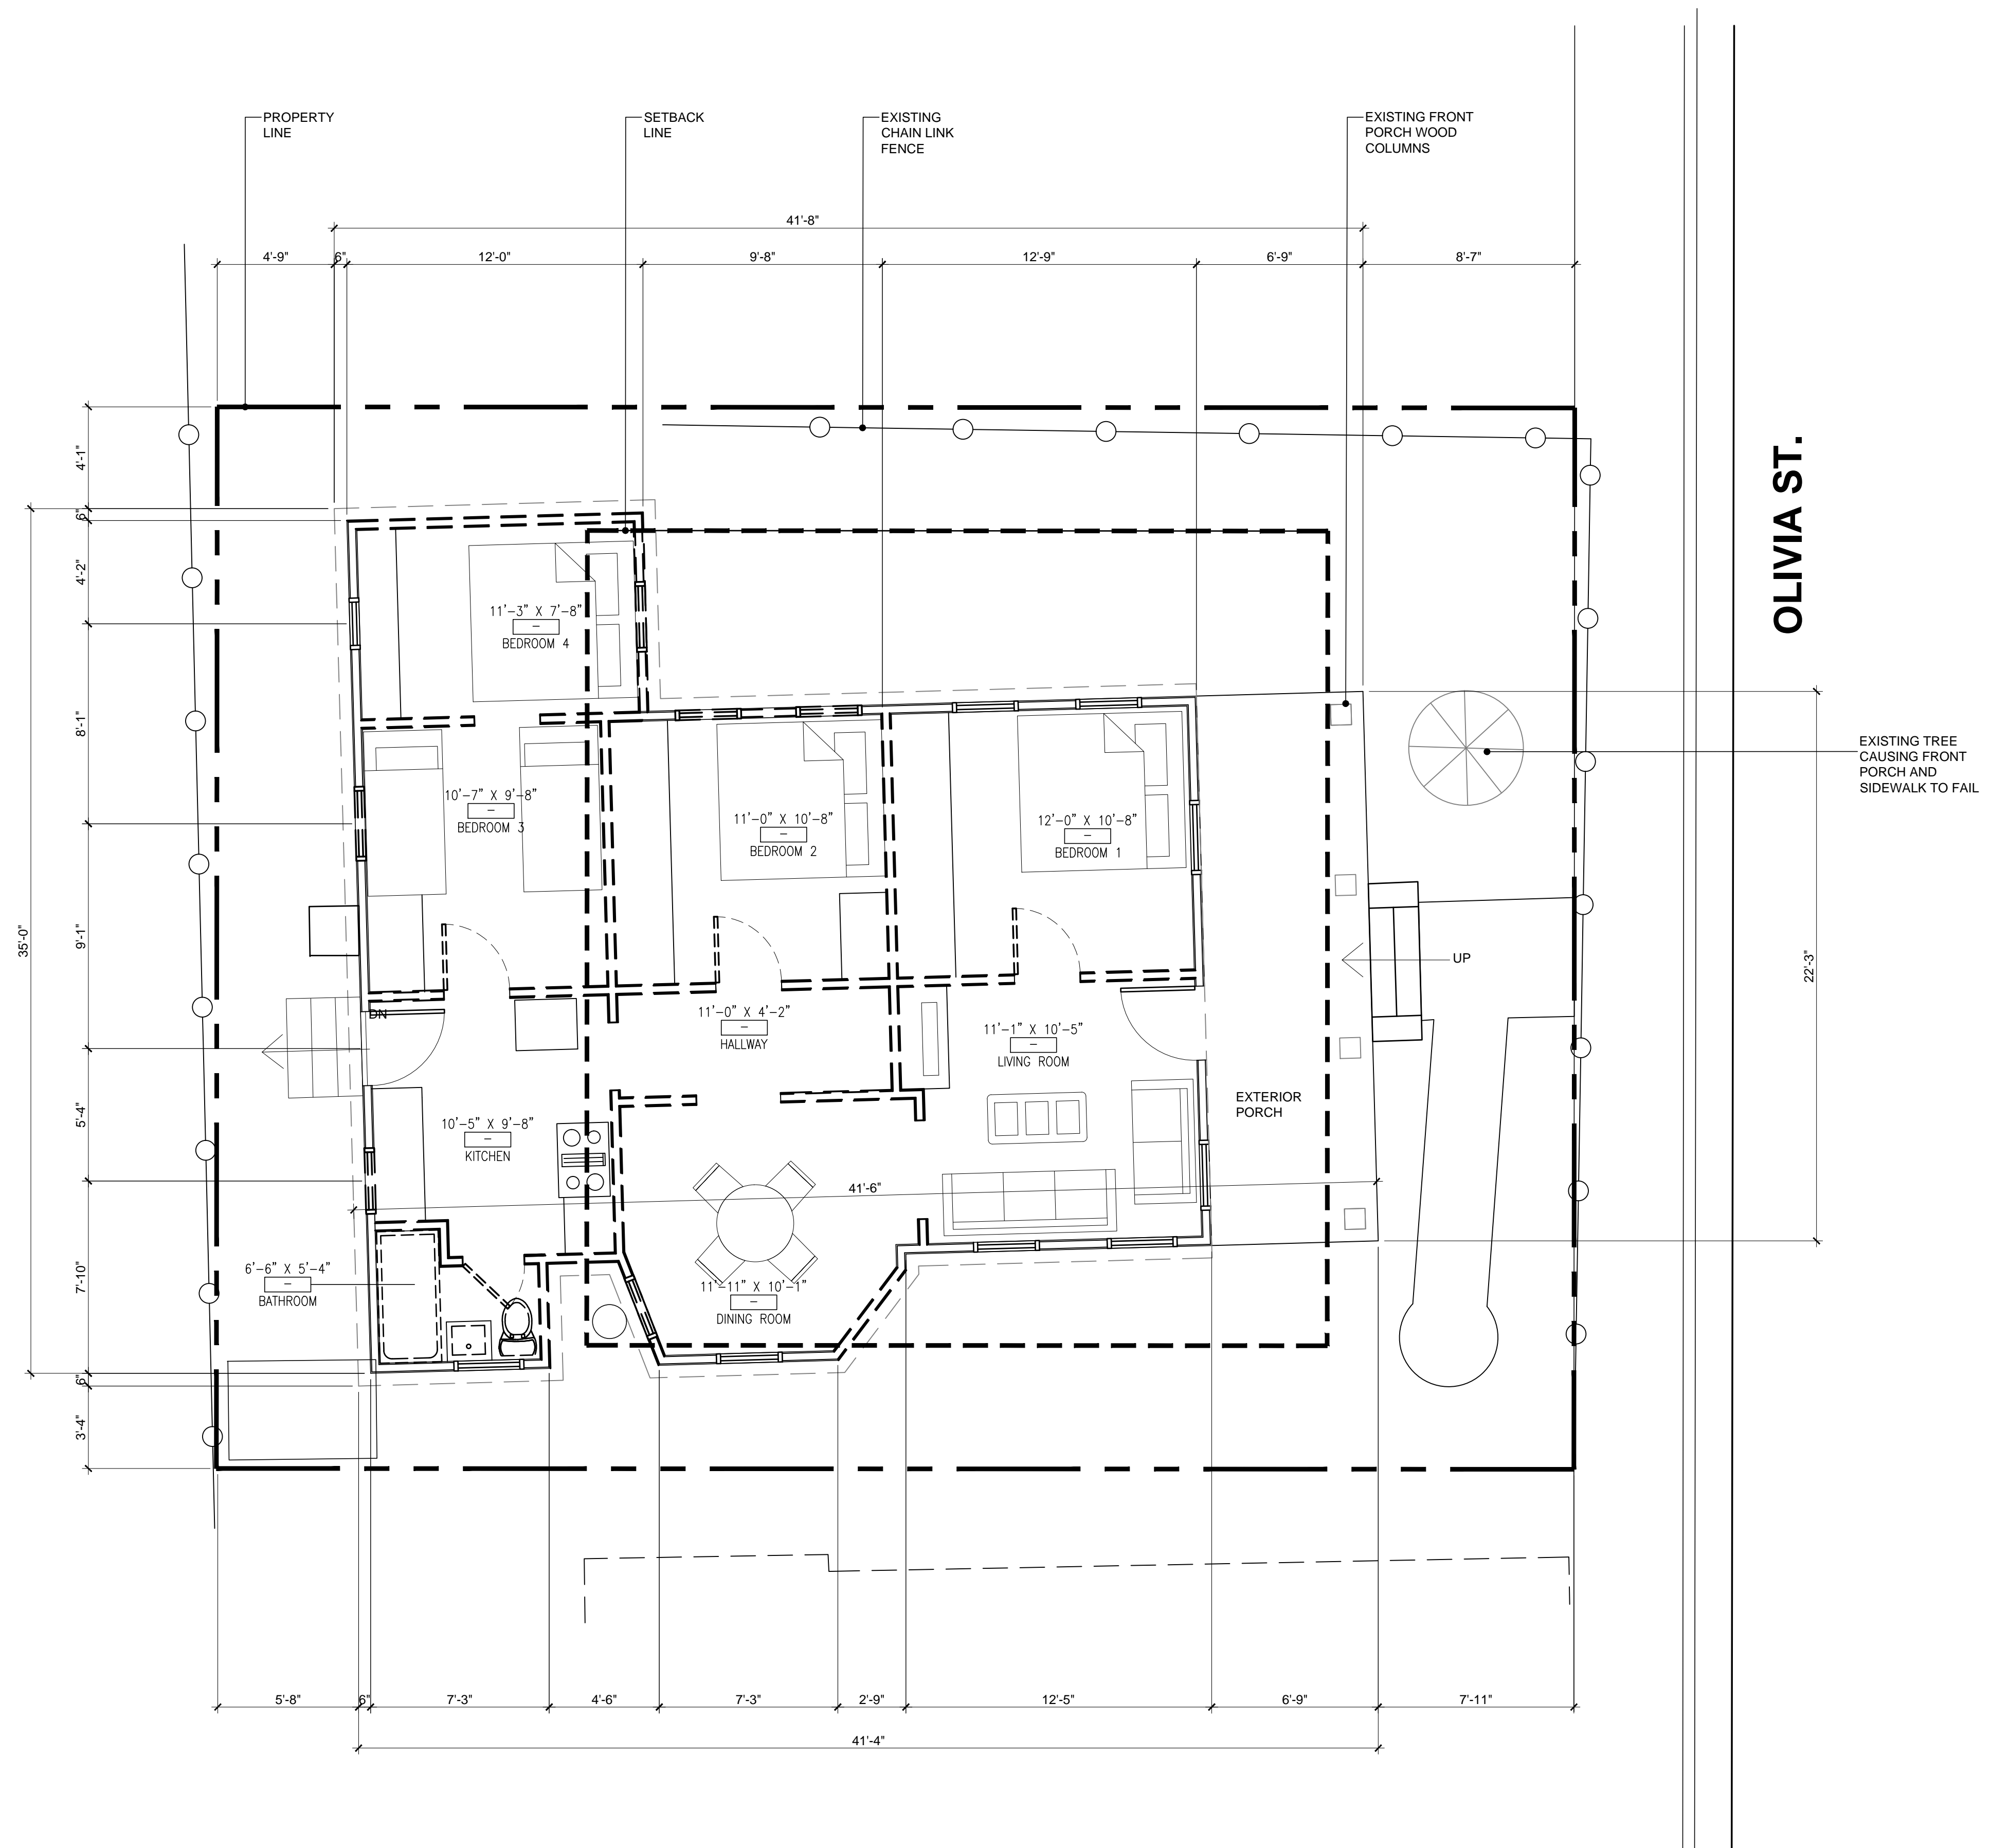 PROPERTY
LINE
SETBACK
LINE
EXISTING
CHAIN LINK
FENCE
EXISTING FRONT
PORCH WOOD
COLUMNS
41'-8"
4'-9"
6"
12'-0"
9'-8"
12'-9"
6'-9"
8'-7"
OLIVIA ST.
4'-1"
6"
4'-2"
8'-1"
9'-1"
5'-4"
7'-10"
6"
3'-4"
35'-0"
22'-3"
11'-3" X 7'-8"
-
BEDROOM 4
10'-7" X 9'-8"
-
BEDROOM 3
11'-0" X 10'-8"
-
BEDROOM 2
12'-0" X 10'-8"
-
BEDROOM 1
EXISTING TREE
CAUSING FRONT
PORCH AND
SIDEWALK TO FAIL
UP
DN
11'-0" X 4'-2"
-
HALLWAY
11'-1" X 10'-5"
-
LIVING ROOM
EXTERIOR
PORCH
10'-5" X 9'-8"
-
KITCHEN
41'-6"
6'-6" X 5'-4"
-
BATHROOM
11'-11" X 10'-1"
-
DINING ROOM
5'-8"
6"
7'-3"
4'-6"
7'-3"
2'-9"
12'-5"
6'-9"
7'-11"
41'-4"